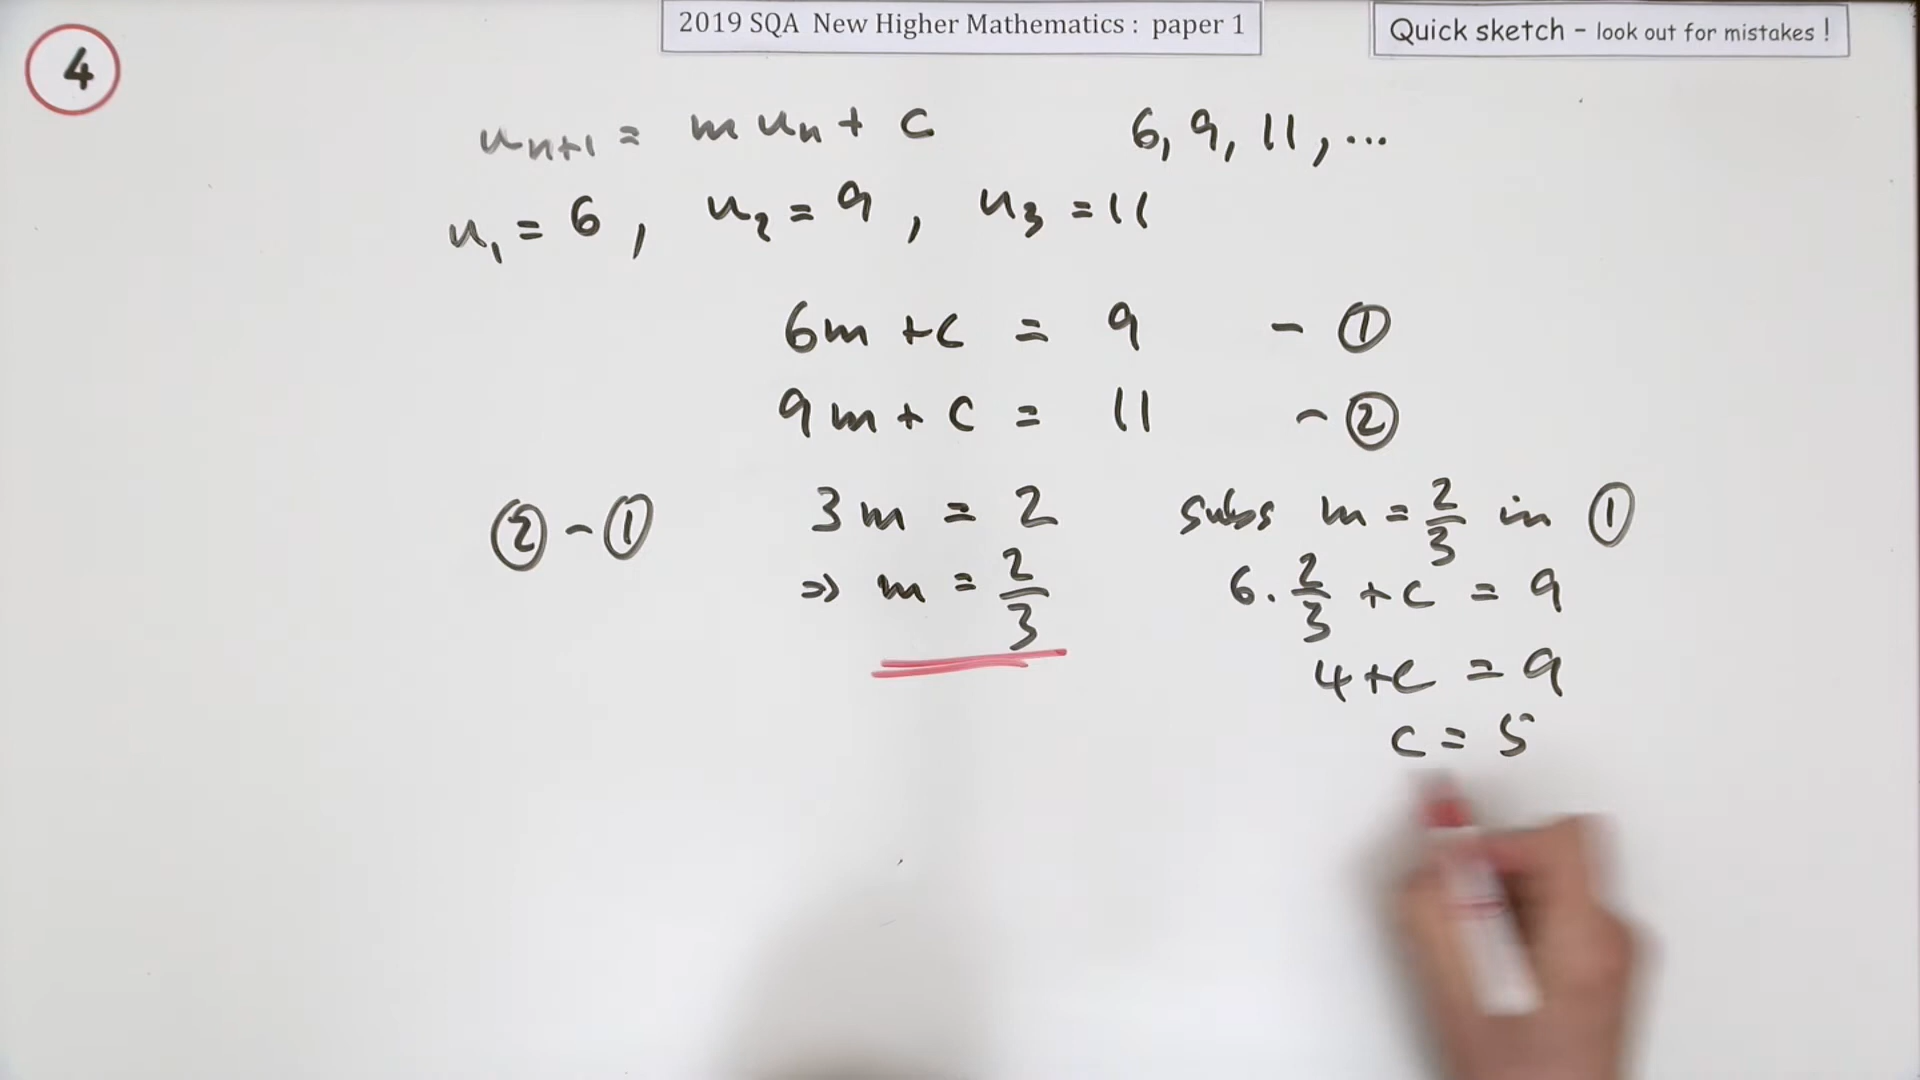 2019 SQA New Higher Mathematics : paper 1
Quick sketch – look out for mistakes !
4
uₙ₊₁ = m uₙ + c    6, 9, 11, ...
u₁ = 6 , u₂ = 9 , u₃ = 11
6m + c = 9 - ①
9m + c = 11 - ②
② - ① 3m = 2
⇒ m = 2/3
subs m = 2/3 in ①
6 . 2/3 + c = 9
4 + c = 9
c = 5